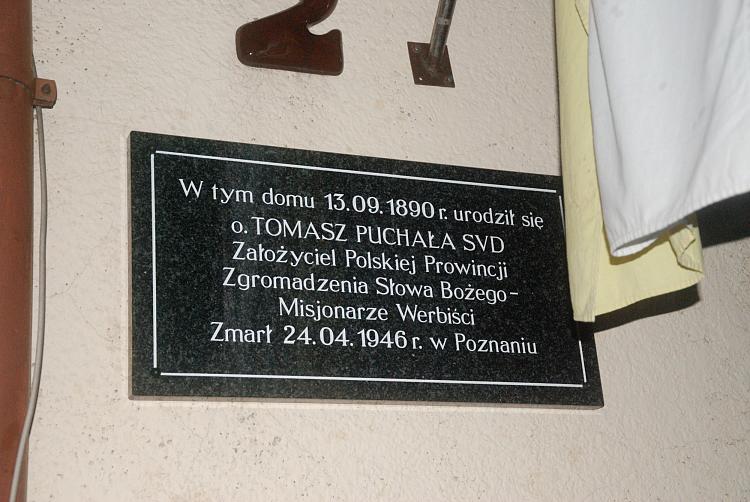 W tym domu 13.09.1890 r. urodził się
o. TOMASZ PUCHAŁA SVD
Założyciel Polskiej Prowincji
Zgromadzenia Słowa Bożego-
Misjonarze Werbiści
Zmarł 24.04.1946 r. w Poznaniu